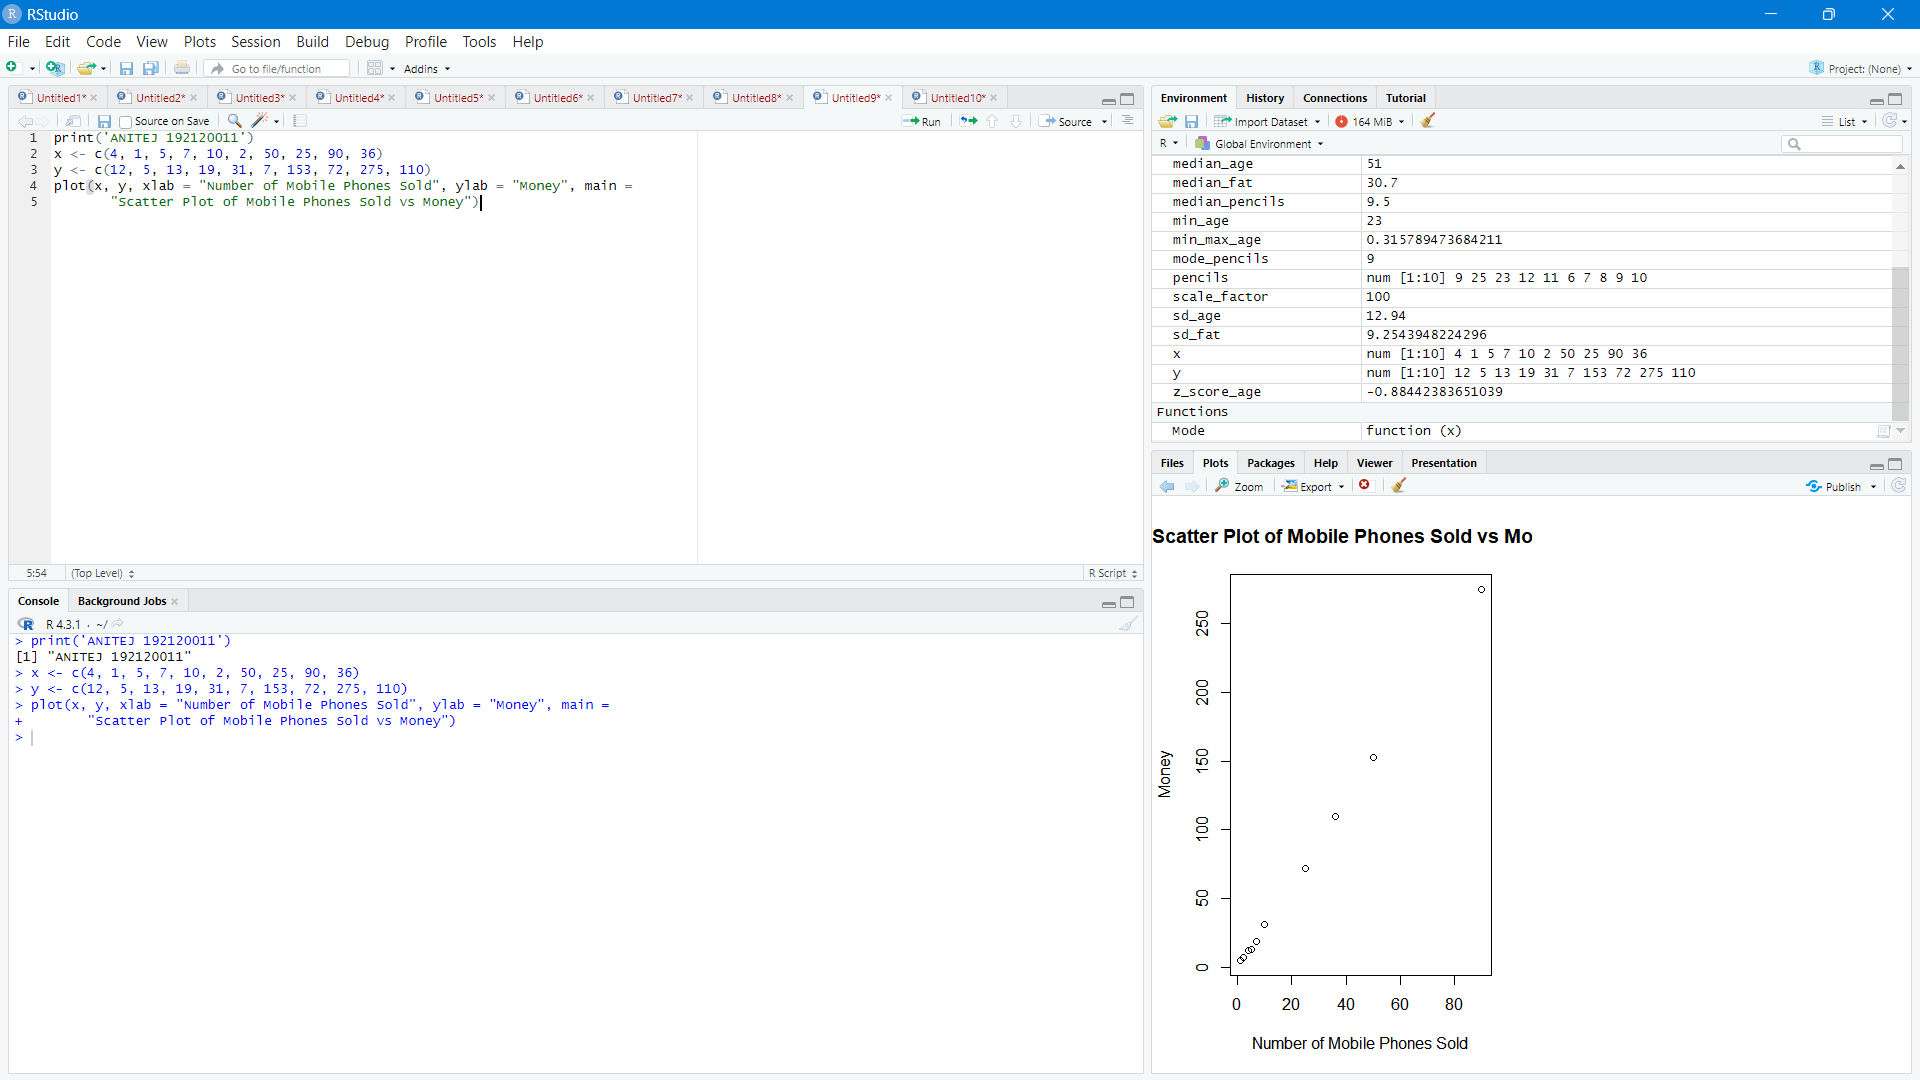 RStudio
File Edit Code View Plots Session Build Debug Profile Tools Help
Go to file/function Addins Project: (None)
Untitled1* Untitled2* Untitled3* Untitled4* Untitled5* Untitled6* Untitled7* Untitled8* Untitled9* Untitled10*
Source on Save Run Source
1 print('ANITEJ 192120011')
2 x <- c(4, 1, 5, 7, 10, 2, 50, 25, 90, 36)
3 y <- c(12, 5, 13, 19, 31, 7, 153, 72, 275, 110)
4 plot(x, y, xlab = "Number of Mobile Phones Sold", ylab = "Money", main =
5 "Scatter Plot of Mobile Phones Sold vs Money")
5:54 (Top Level) R Script
Console Background Jobs
R 4.3.1 · ~/
> print('ANITEJ 192120011')
[1] "ANITEJ 192120011"
> x <- c(4, 1, 5, 7, 10, 2, 50, 25, 90, 36)
> y <- c(12, 5, 13, 19, 31, 7, 153, 72, 275, 110)
> plot(x, y, xlab = "Number of Mobile Phones Sold", ylab = "Money", main =
+ "Scatter Plot of Mobile Phones Sold vs Money")
>
Environment History Connections Tutorial
Import Dataset 164 MiB List
R Global Environment
median_age 51
median_fat 30.7
median_pencils 9.5
min_age 23
min_max_age 0.315789473684211
mode_pencils 9
pencils num [1:10] 9 25 23 12 11 6 7 8 9 10
scale_factor 100
sd_age 12.94
sd_fat 9.2543948224296
x num [1:10] 4 1 5 7 10 2 50 25 90 36
y num [1:10] 12 5 13 19 31 7 153 72 275 110
z_score_age -0.88442383651039
Functions
Mode function (x)
Files Plots Packages Help Viewer Presentation
Zoom Export Publish
Scatter Plot of Mobile Phones Sold vs Mo
250
200
150
100
50
0
Money
0 20 40 60 80
Number of Mobile Phones Sold